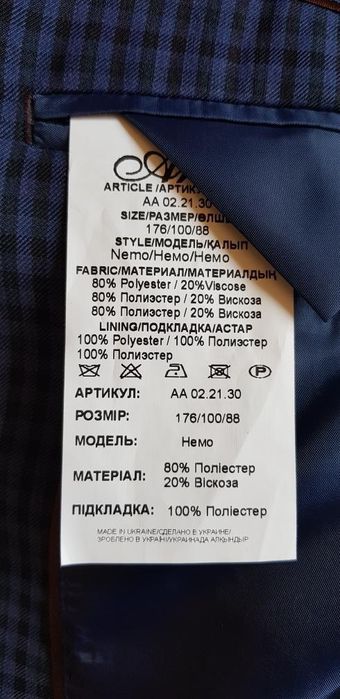 ARTICLE/АРТИК
АА 02.21.30
SIZE/РАЗМЕР/ӨЛШЕ
176/100/88
STYLE/МОДЕЛЬ/ҚАЛЫП
Nemo/Немо/Немо
FABRIC/МАТЕРИАЛ/МАТЕРИАЛДЫҢ
80% Polyester / 20%Viscose
80% Полиэстер / 20% Вискоза
80% Полиэстер / 20% Вискоза
LINING/ПОДКЛАДКА/АСТАР
100% Polyester / 100% Полиэстер
100% Полиэстер
P
АРТИКУЛ: АА 02.21.30
РОЗМІР: 176/100/88
МОДЕЛЬ: Немо
МАТЕРІАЛ: 80% Поліестер
20% Віскоза
ПІДКЛАДКА: 100% Поліестер
MADE IN UKRAINE/СДЕЛАНО В УКРАИНЕ/
ЗРОБЛЕНО В УКРАЇНІ/УКРАИНАДА АЛҚЫНДЫР